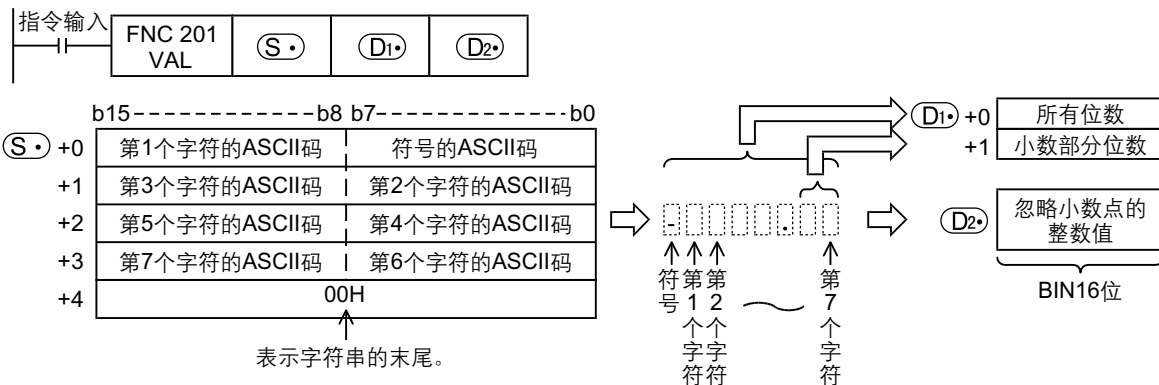 指令输入
FNC 201
VAL
S・
D1・
D2・
b15------------b8 b7------------b0
S・ +0 第1个字符的ASCII码 符号的ASCII码
+1 第3个字符的ASCII码 第2个字符的ASCII码
+2 第5个字符的ASCII码 第4个字符的ASCII码
+3 第7个字符的ASCII码 第6个字符的ASCII码
+4 00H
表示字符串的末尾。
- .
符号
第1个字符
第2个字符
第7个字符
D1・ +0 所有位数
+1 小数部分位数
D2・ 忽略小数点的
整数值
BIN16位